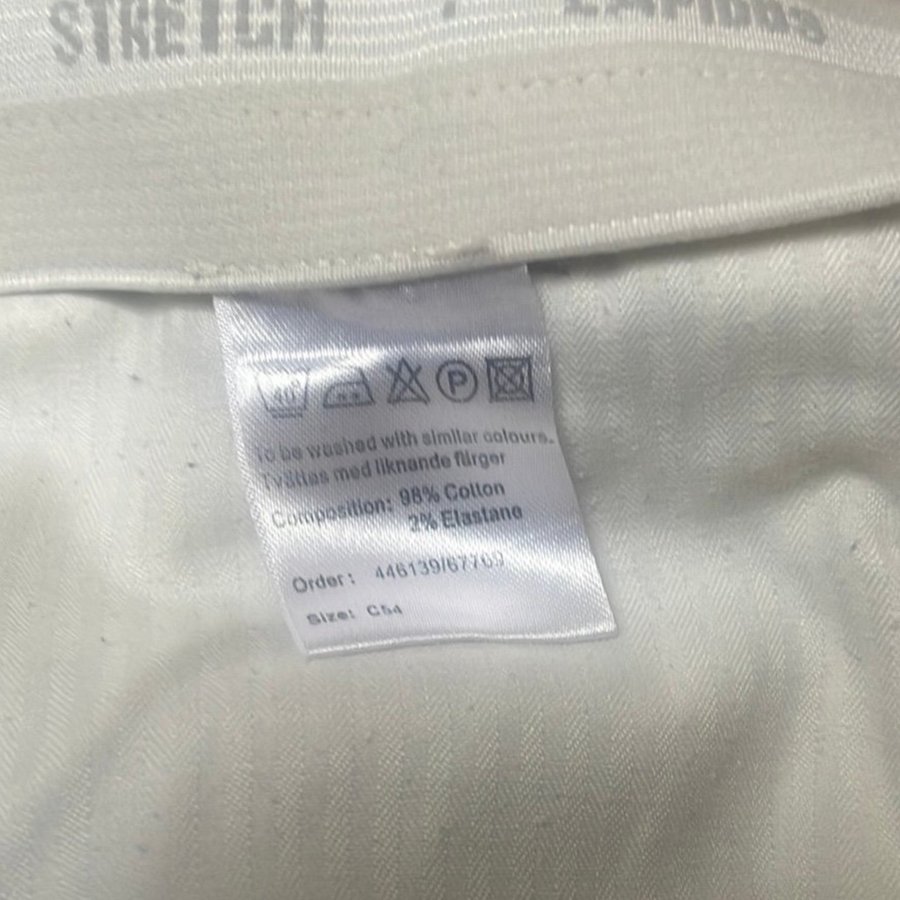 STRETCH
40
P
To be washed with similar colours.
Tvättas med liknande färger
Composition: 98% Cotton
2% Elastane
Order: 446139/67769
Size: C54